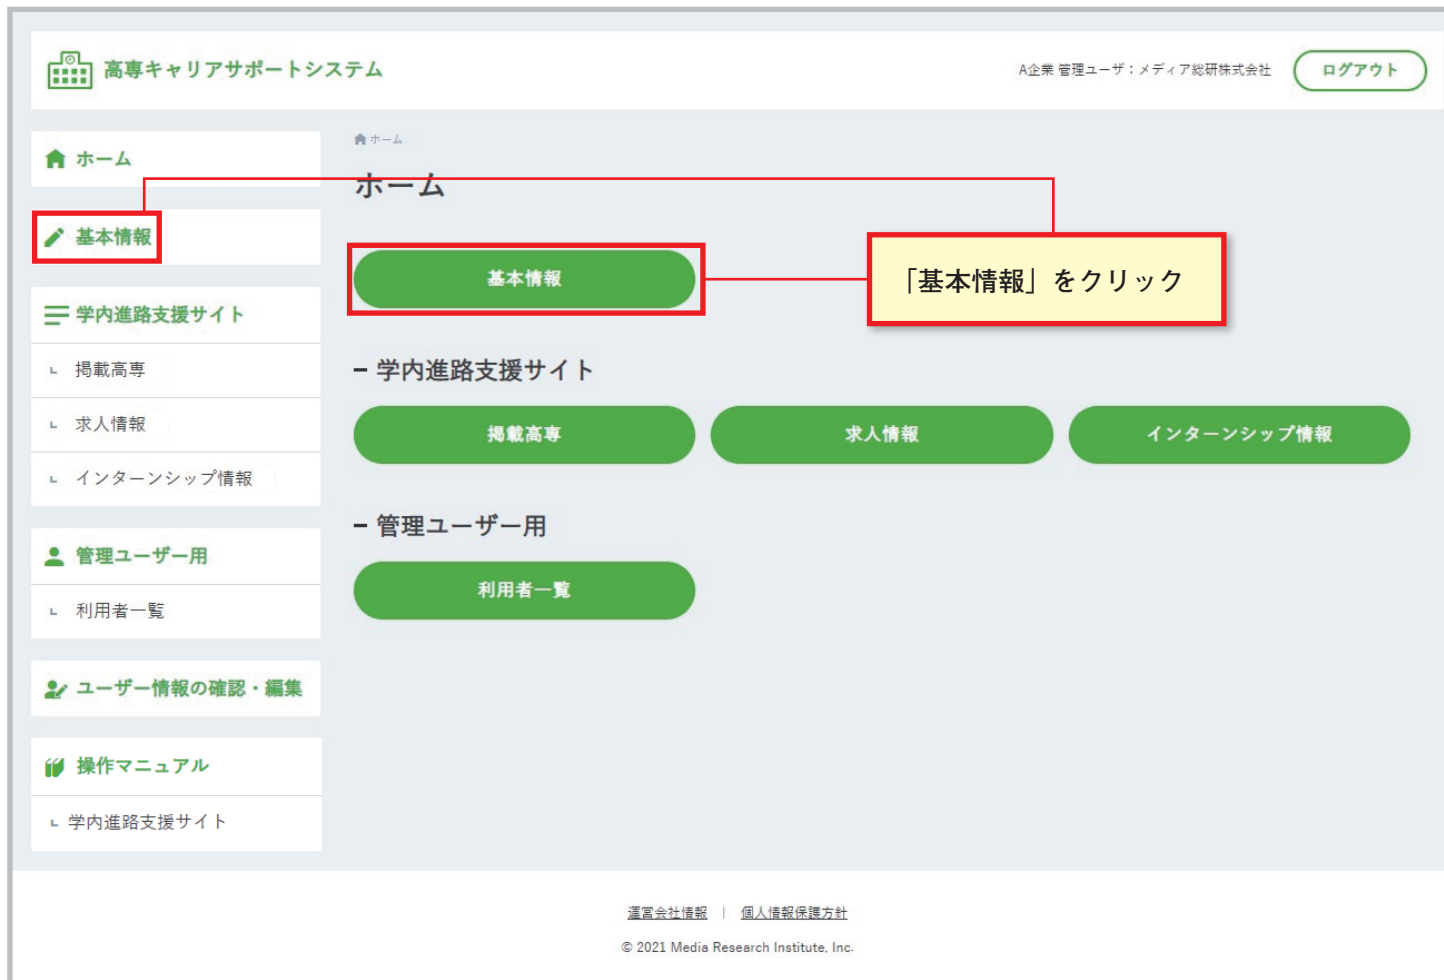 高専キャリアサポートシステム
A企業 管理ユーザ：メディア総研株式会社
ログアウト
ホーム
基本情報
学内進路支援サイト
掲載高専
求人情報
インターンシップ情報
管理ユーザー用
利用者一覧
ユーザー情報の確認・編集
操作マニュアル
学内進路支援サイト
ホーム
ホーム
基本情報
「基本情報」をクリック
学内進路支援サイト
掲載高専
求人情報
インターンシップ情報
管理ユーザー用
利用者一覧
運営会社情報 | 個人情報保護方針
© 2021 Media Research Institute, Inc.